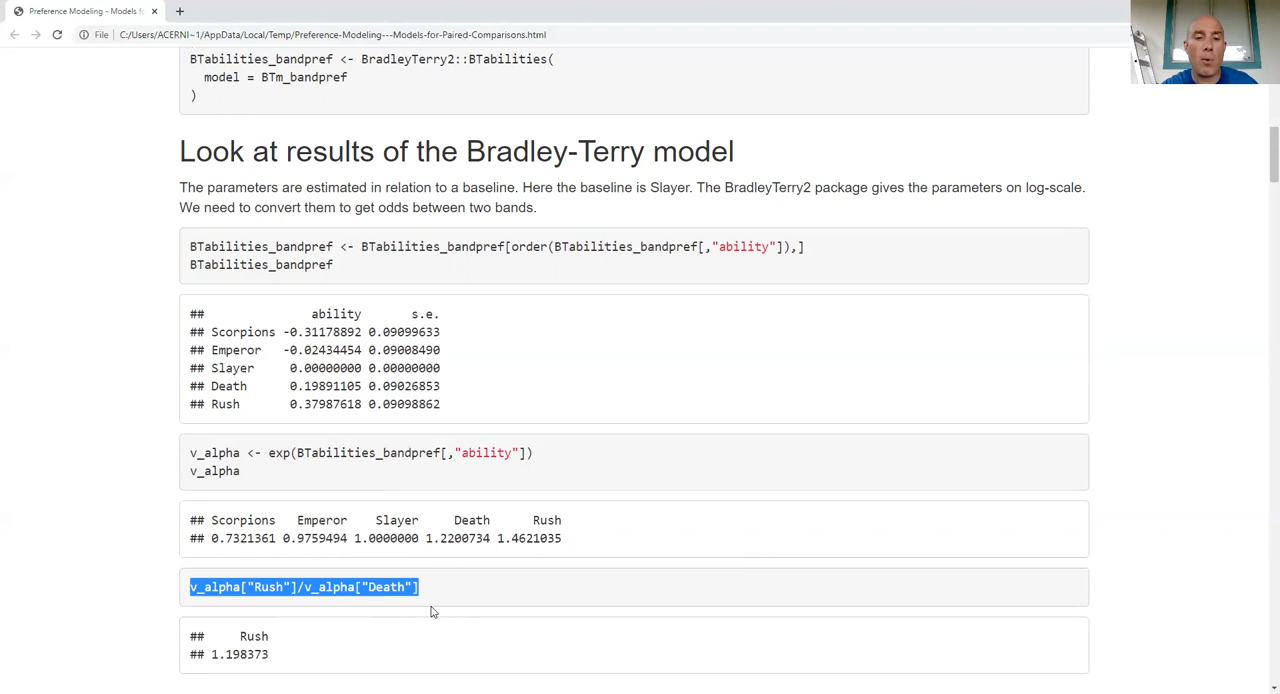 Preference Modeling - Models fo
File
C:/Users/ACERNI~1/AppData/Local/Temp/Preference-Modeling---Models-for-Paired-Comparisons.html
BTabilities_bandpref <- BradleyTerry2::BTabilities(
model = BTm_bandpref
)
Look at results of the Bradley-Terry model
The parameters are estimated in relation to a baseline. Here the baseline is Slayer. The BradleyTerry2 package gives the parameters on log-scale.
We need to convert them to get odds between two bands.
BTabilities_bandpref <- BTabilities_bandpref[order(BTabilities_bandpref[,"ability"]),]
BTabilities_bandpref
## ability s.e.
## Scorpions -0.31178892 0.09099633
## Emperor -0.02434454 0.09008490
## Slayer 0.00000000 0.00000000
## Death 0.19891105 0.09026853
## Rush 0.37987618 0.09098862
v_alpha <- exp(BTabilities_bandpref[,"ability"])
v_alpha
## Scorpions Emperor Slayer Death Rush
## 0.7321361 0.9759494 1.0000000 1.2200734 1.4621035
v_alpha["Rush"]/v_alpha["Death"]
## Rush
## 1.198373